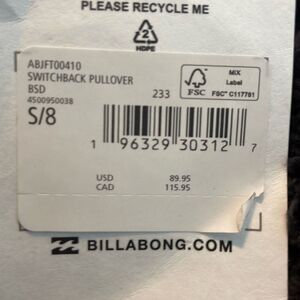 PLEASE RECYCLE ME
2
HDPE
ABJFT00410
SWITCHBACK PULLOVER
BSD
4500950038
233
S/8
FSC
MIX
Label
FSC™ C117781
1 96329 30312 7
USD 89.95
CAD 115.95
BILLABONG.COM